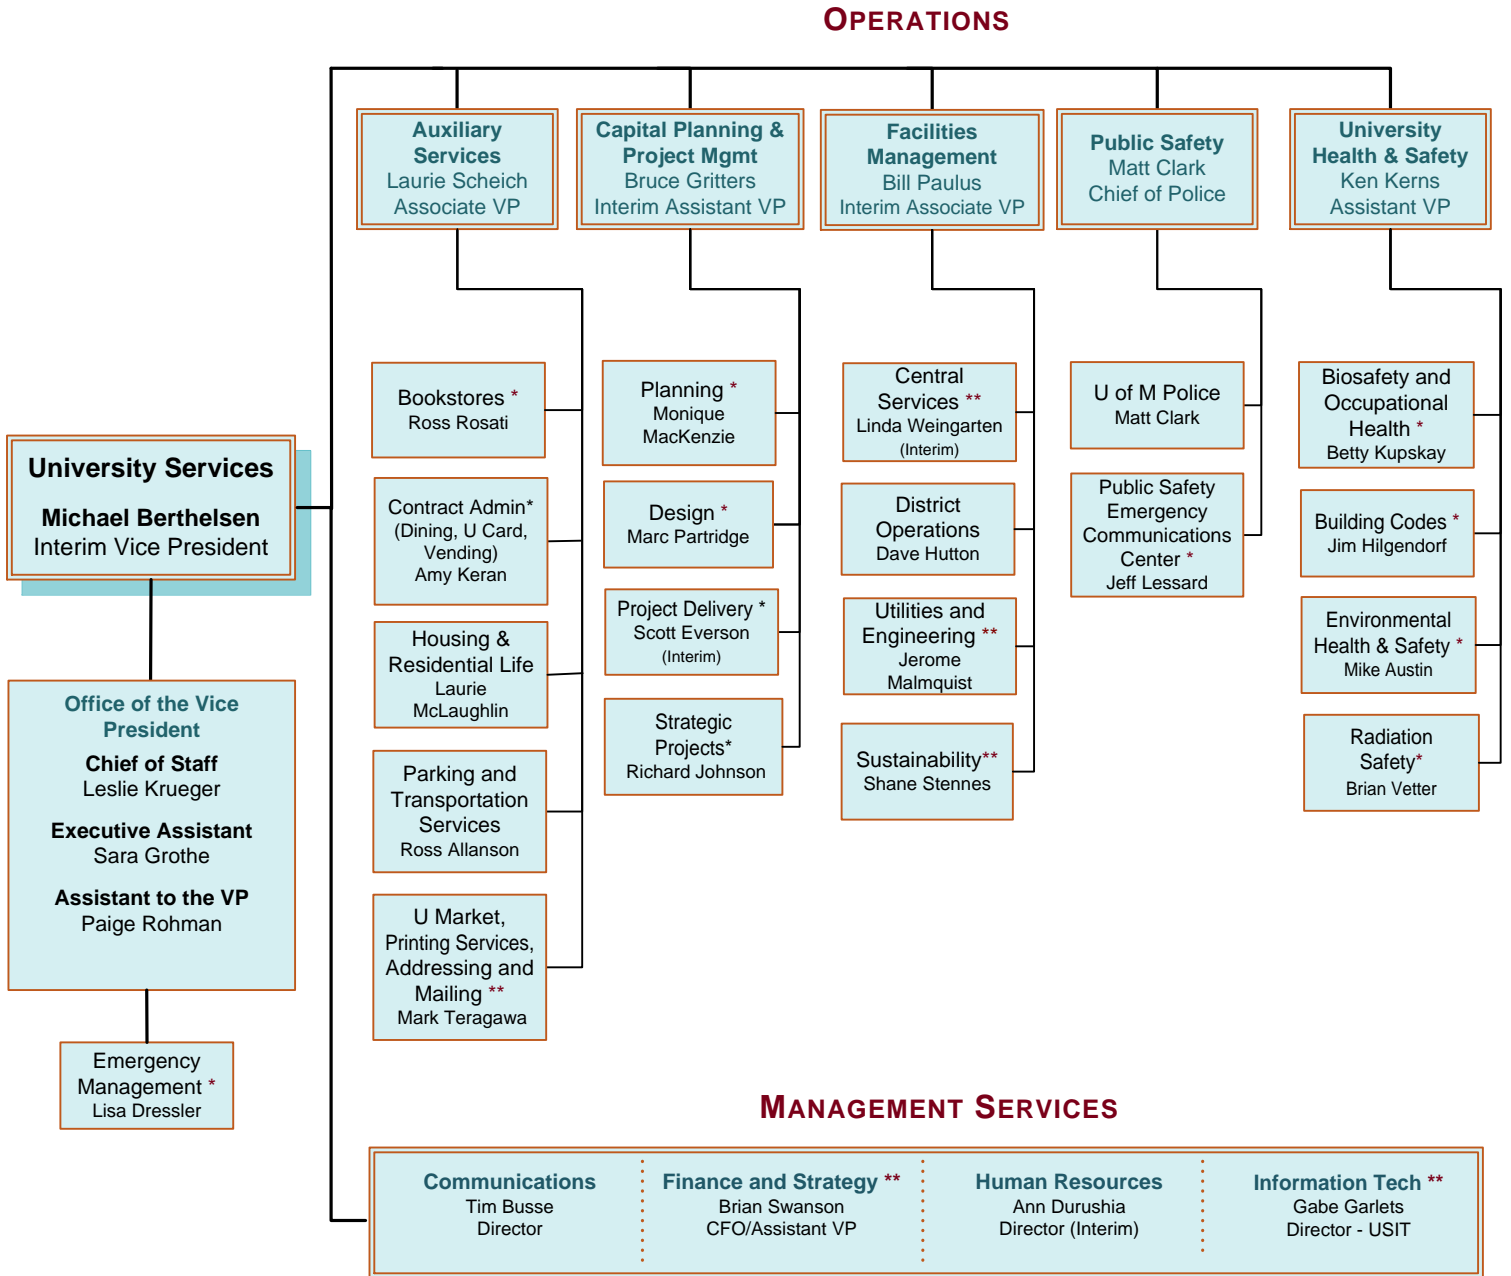 OPERATIONS
Auxiliary
Services
Laurie Scheich
Associate VP
Capital Planning &
Project Mgmt
Bruce Gritters
Interim Assistant VP
Facilities
Management
Bill Paulus
Interim Associate VP
Public Safety
Matt Clark
Chief of Police
University
Health & Safety
Ken Kerns
Assistant VP
University Services
Michael Berthelsen
Interim Vice President
Office of the Vice
President
Chief of Staff
Leslie Krueger
Executive Assistant
Sara Grothe
Assistant to the VP
Paige Rohman
Emergency
Management *
Lisa Dressler
Bookstores *
Ross Rosati
Contract Admin*
(Dining, U Card,
Vending)
Amy Keran
Housing &
Residential Life
Laurie
McLaughlin
Parking and
Transportation
Services
Ross Allanson
U Market,
Printing Services,
Addressing and
Mailing **
Mark Teragawa
Planning *
Monique
MacKenzie
Design *
Marc Partridge
Project Delivery *
Scott Everson
(Interim)
Strategic
Projects*
Richard Johnson
Central
Services **
Linda Weingarten
(Interim)
District
Operations
Dave Hutton
Utilities and
Engineering **
Jerome
Malmquist
Sustainability**
Shane Stennes
U of M Police
Matt Clark
Public Safety
Emergency
Communications
Center *
Jeff Lessard
Biosafety and
Occupational
Health *
Betty Kupskay
Building Codes *
Jim Hilgendorf
Environmental
Health & Safety *
Mike Austin
Radiation
Safety*
Brian Vetter
MANAGEMENT SERVICES
Communications
Tim Busse
Director
Finance and Strategy **
Brian Swanson
CFO/Assistant VP
Human Resources
Ann Durushia
Director (Interim)
Information Tech **
Gabe Garlets
Director - USIT